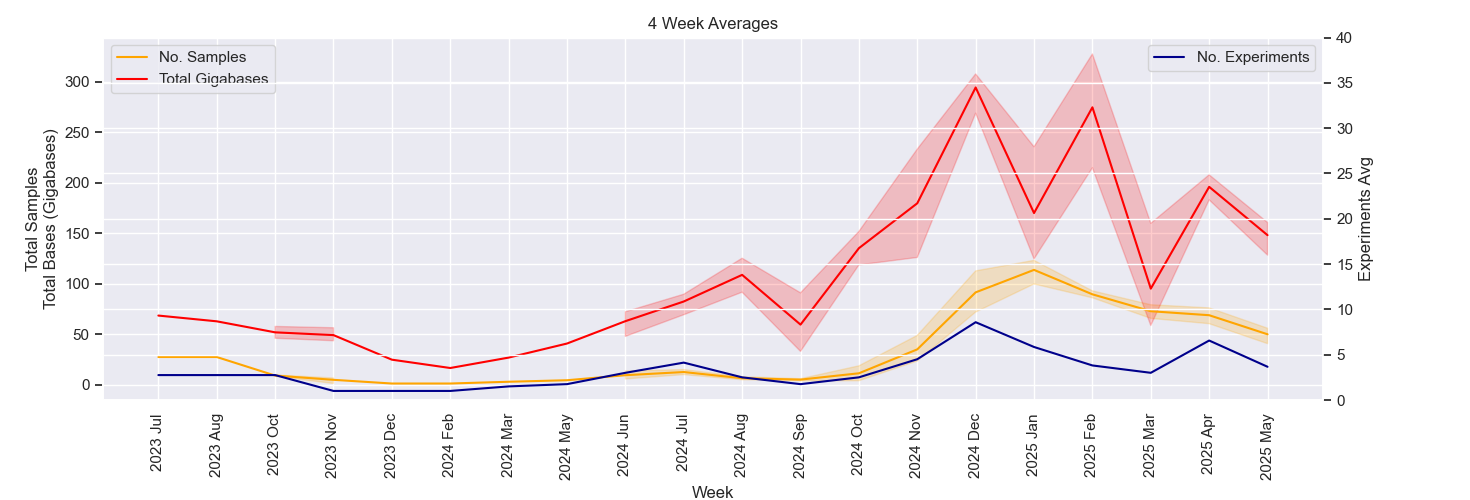 4 Week Averages
No. Samples
Total Gigabases
No. Experiments
Total Samples
Total Bases (Gigabases)
300
250
200
150
100
50
0
40
35
30
25
20
15
10
5
0
Experiments Avg
2023 Jul
2023 Aug
2023 Oct
2023 Nov
2023 Dec
2024 Feb
2024 Mar
2024 May
2024 Jun
2024 Jul
2024 Aug
2024 Sep
2024 Oct
2024 Nov
2024 Dec
2025 Jan
2025 Feb
2025 Mar
2025 Apr
2025 May
Week